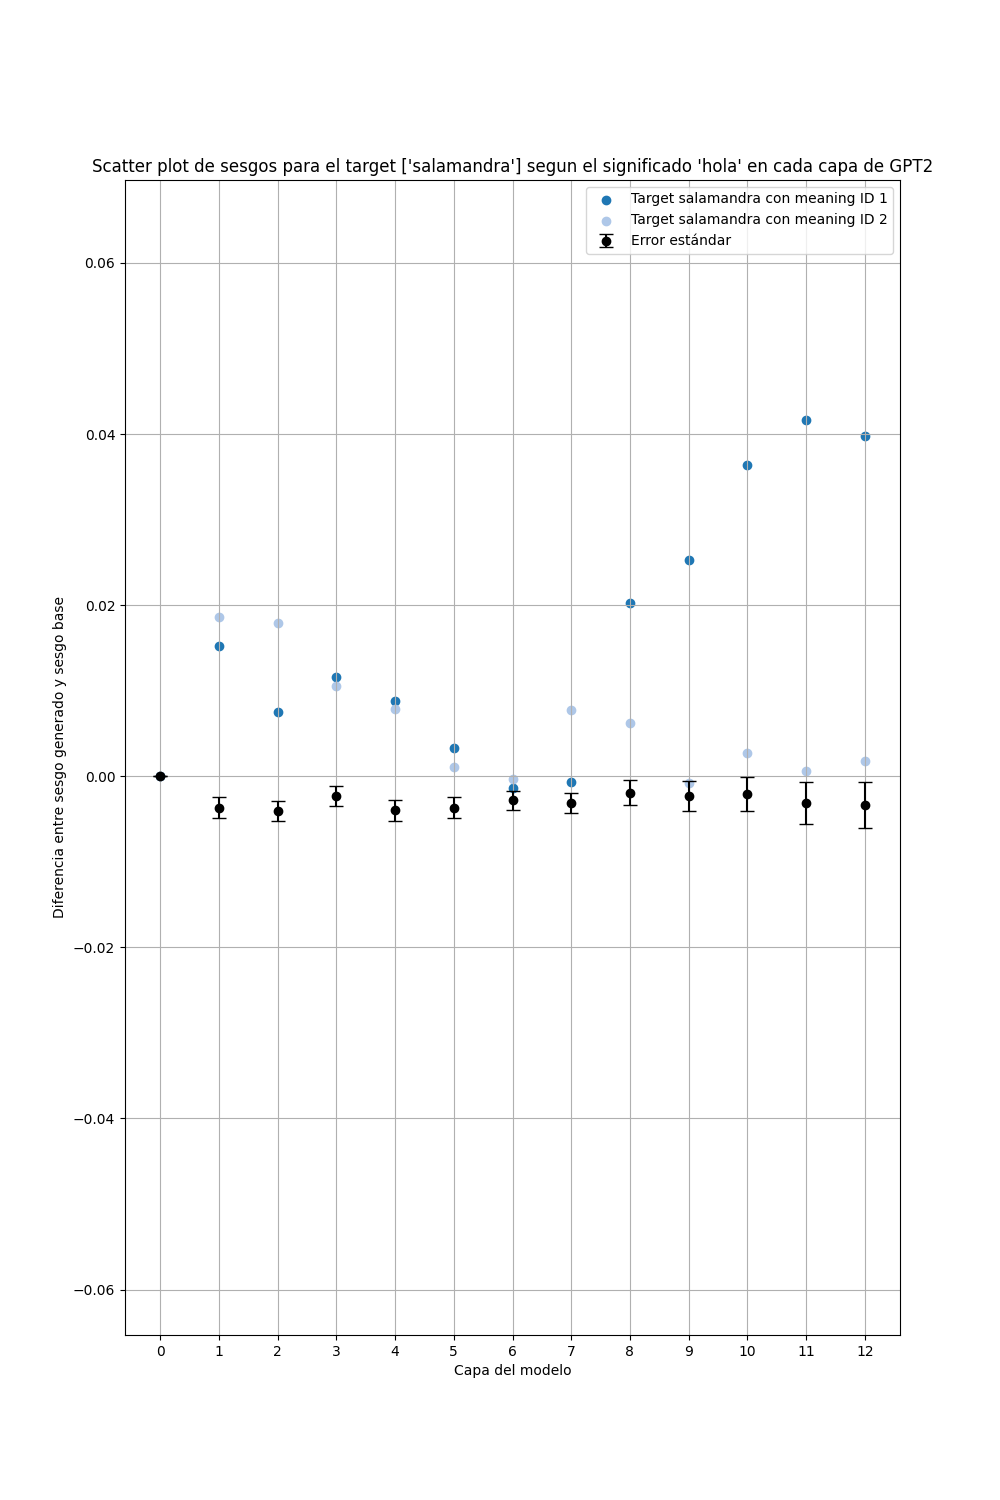 Scatter plot de sesgos para el target ['salamandra'] segun el significado 'hola' en cada capa de GPT2
Target salamandra con meaning ID 1
Target salamandra con meaning ID 2
Error estándar
0.06
0.04
0.02
0.00
−0.02
−0.04
−0.06
Diferencia entre sesgo generado y sesgo base
0 1 2 3 4 5 6 7 8 9 10 11 12
Capa del modelo